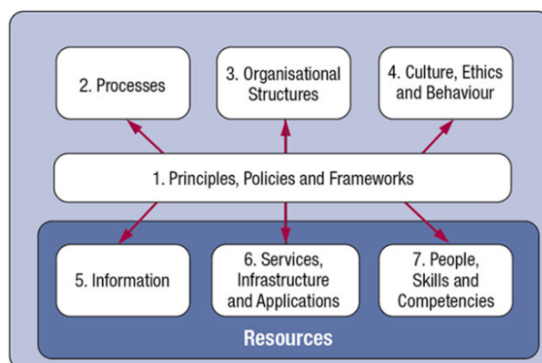 2. Processes
3. Organisational
Structures
4. Culture, Ethics
and Behaviour
1. Principles, Policies and Frameworks
5. Information
6. Services,
Infrastructure
and Applications
7. People,
Skills and
Competencies
Resources